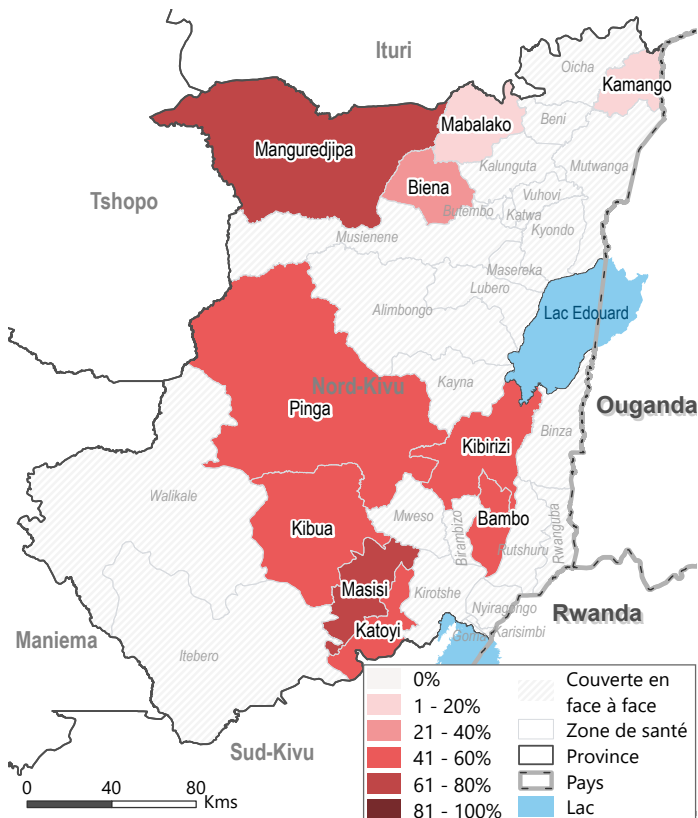 Ituri
Oicha
Kamango
Mabalako
Beni
Manguredjipa
Kalunguta
Mutwanga
Biena
Vuhovi
Tshopo
Butembo
Katwa
Kyondo
Musienene
Masereka
Lubero
Alimbongo
Lac Edouard
Kayna
Nord-Kivu
Pinga
Ouganda
Kibirizi
Binza
Walikale
Kibua
Mweso
Bambo
Birambizo
Rutshuru
Rwanguba
Masisi
Kirotshe
Nyiragongo
Rwanda
Katoyi
Goma
Karisimbi
Maniema
Itebero
Sud-Kivu
0%
1 - 20%
21 - 40%
41 - 60%
61 - 80%
81 - 100%
Couverte en
face à face
Zone de santé
Province
Pays
Lac
0 40 80
Kms